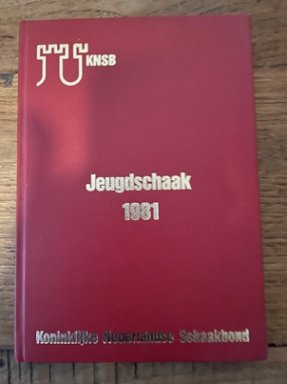 KNSB
Jeugdschaak
1981
Koninklijke Nederlandse Schaakbond